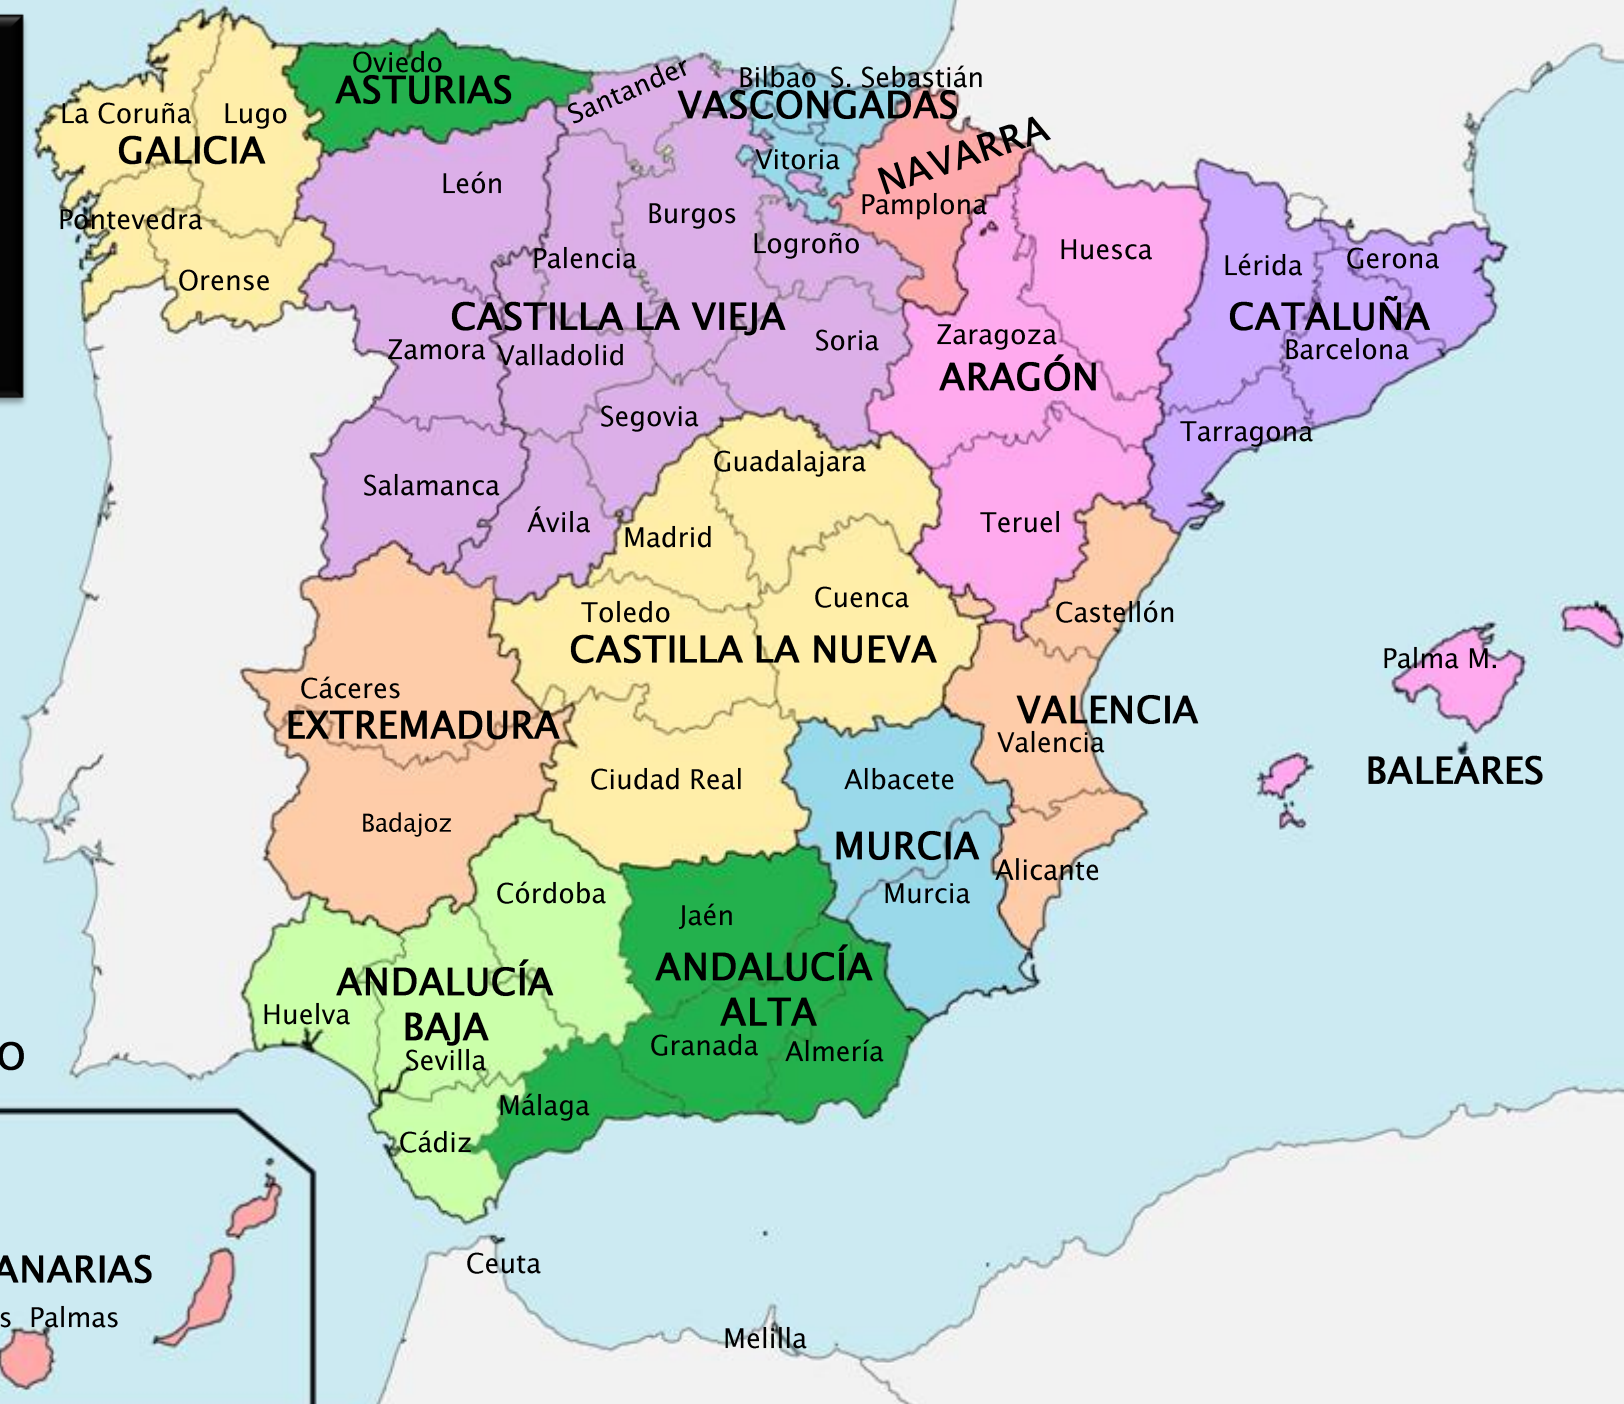 Oviedo
ASTURIAS
Santander
Bilbao S. Sebastián
VASCONGADAS
Vitoria
NAVARRA
Pamplona
La Coruña
Lugo
GALICIA
Pontevedra
Orense
León
Burgos
Palencia
Logroño
CASTILLA LA VIEJA
Zamora
Valladolid
Soria
Segovia
Salamanca
Ávila
Huesca
Zaragoza
ARAGÓN
Teruel
Lérida
Gerona
CATALUÑA
Barcelona
Tarragona
Guadalajara
Madrid
Toledo
Cuenca
CASTILLA LA NUEVA
Ciudad Real
Castellón
VALENCIA
Valencia
Alicante
Palma M.
BALEARES
Cáceres
EXTREMADURA
Badajoz
Albacete
MURCIA
Murcia
Córdoba
ANDALUCÍA
BAJA
Huelva
Sevilla
Cádiz
Jaén
ANDALUCÍA
ALTA
Granada
Almería
Málaga
Ceuta
Melilla
O
ANARIAS
s Palmas